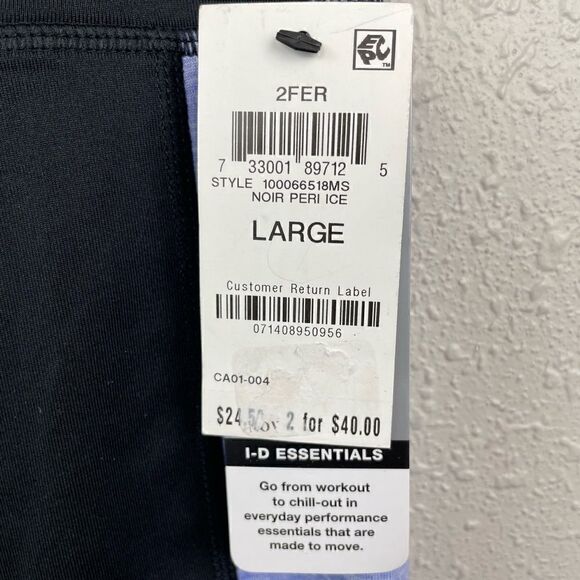 EPC
TM
2FER
7 33001 89712 5
STYLE 100066518MS
NOIR PERI ICE
LARGE
Customer Return Label
071408950956
CA01-004
$24.50 2 for $40.00
I-D ESSENTIALS
Go from workout
to chill-out in
everyday performance
essentials that are
made to move.